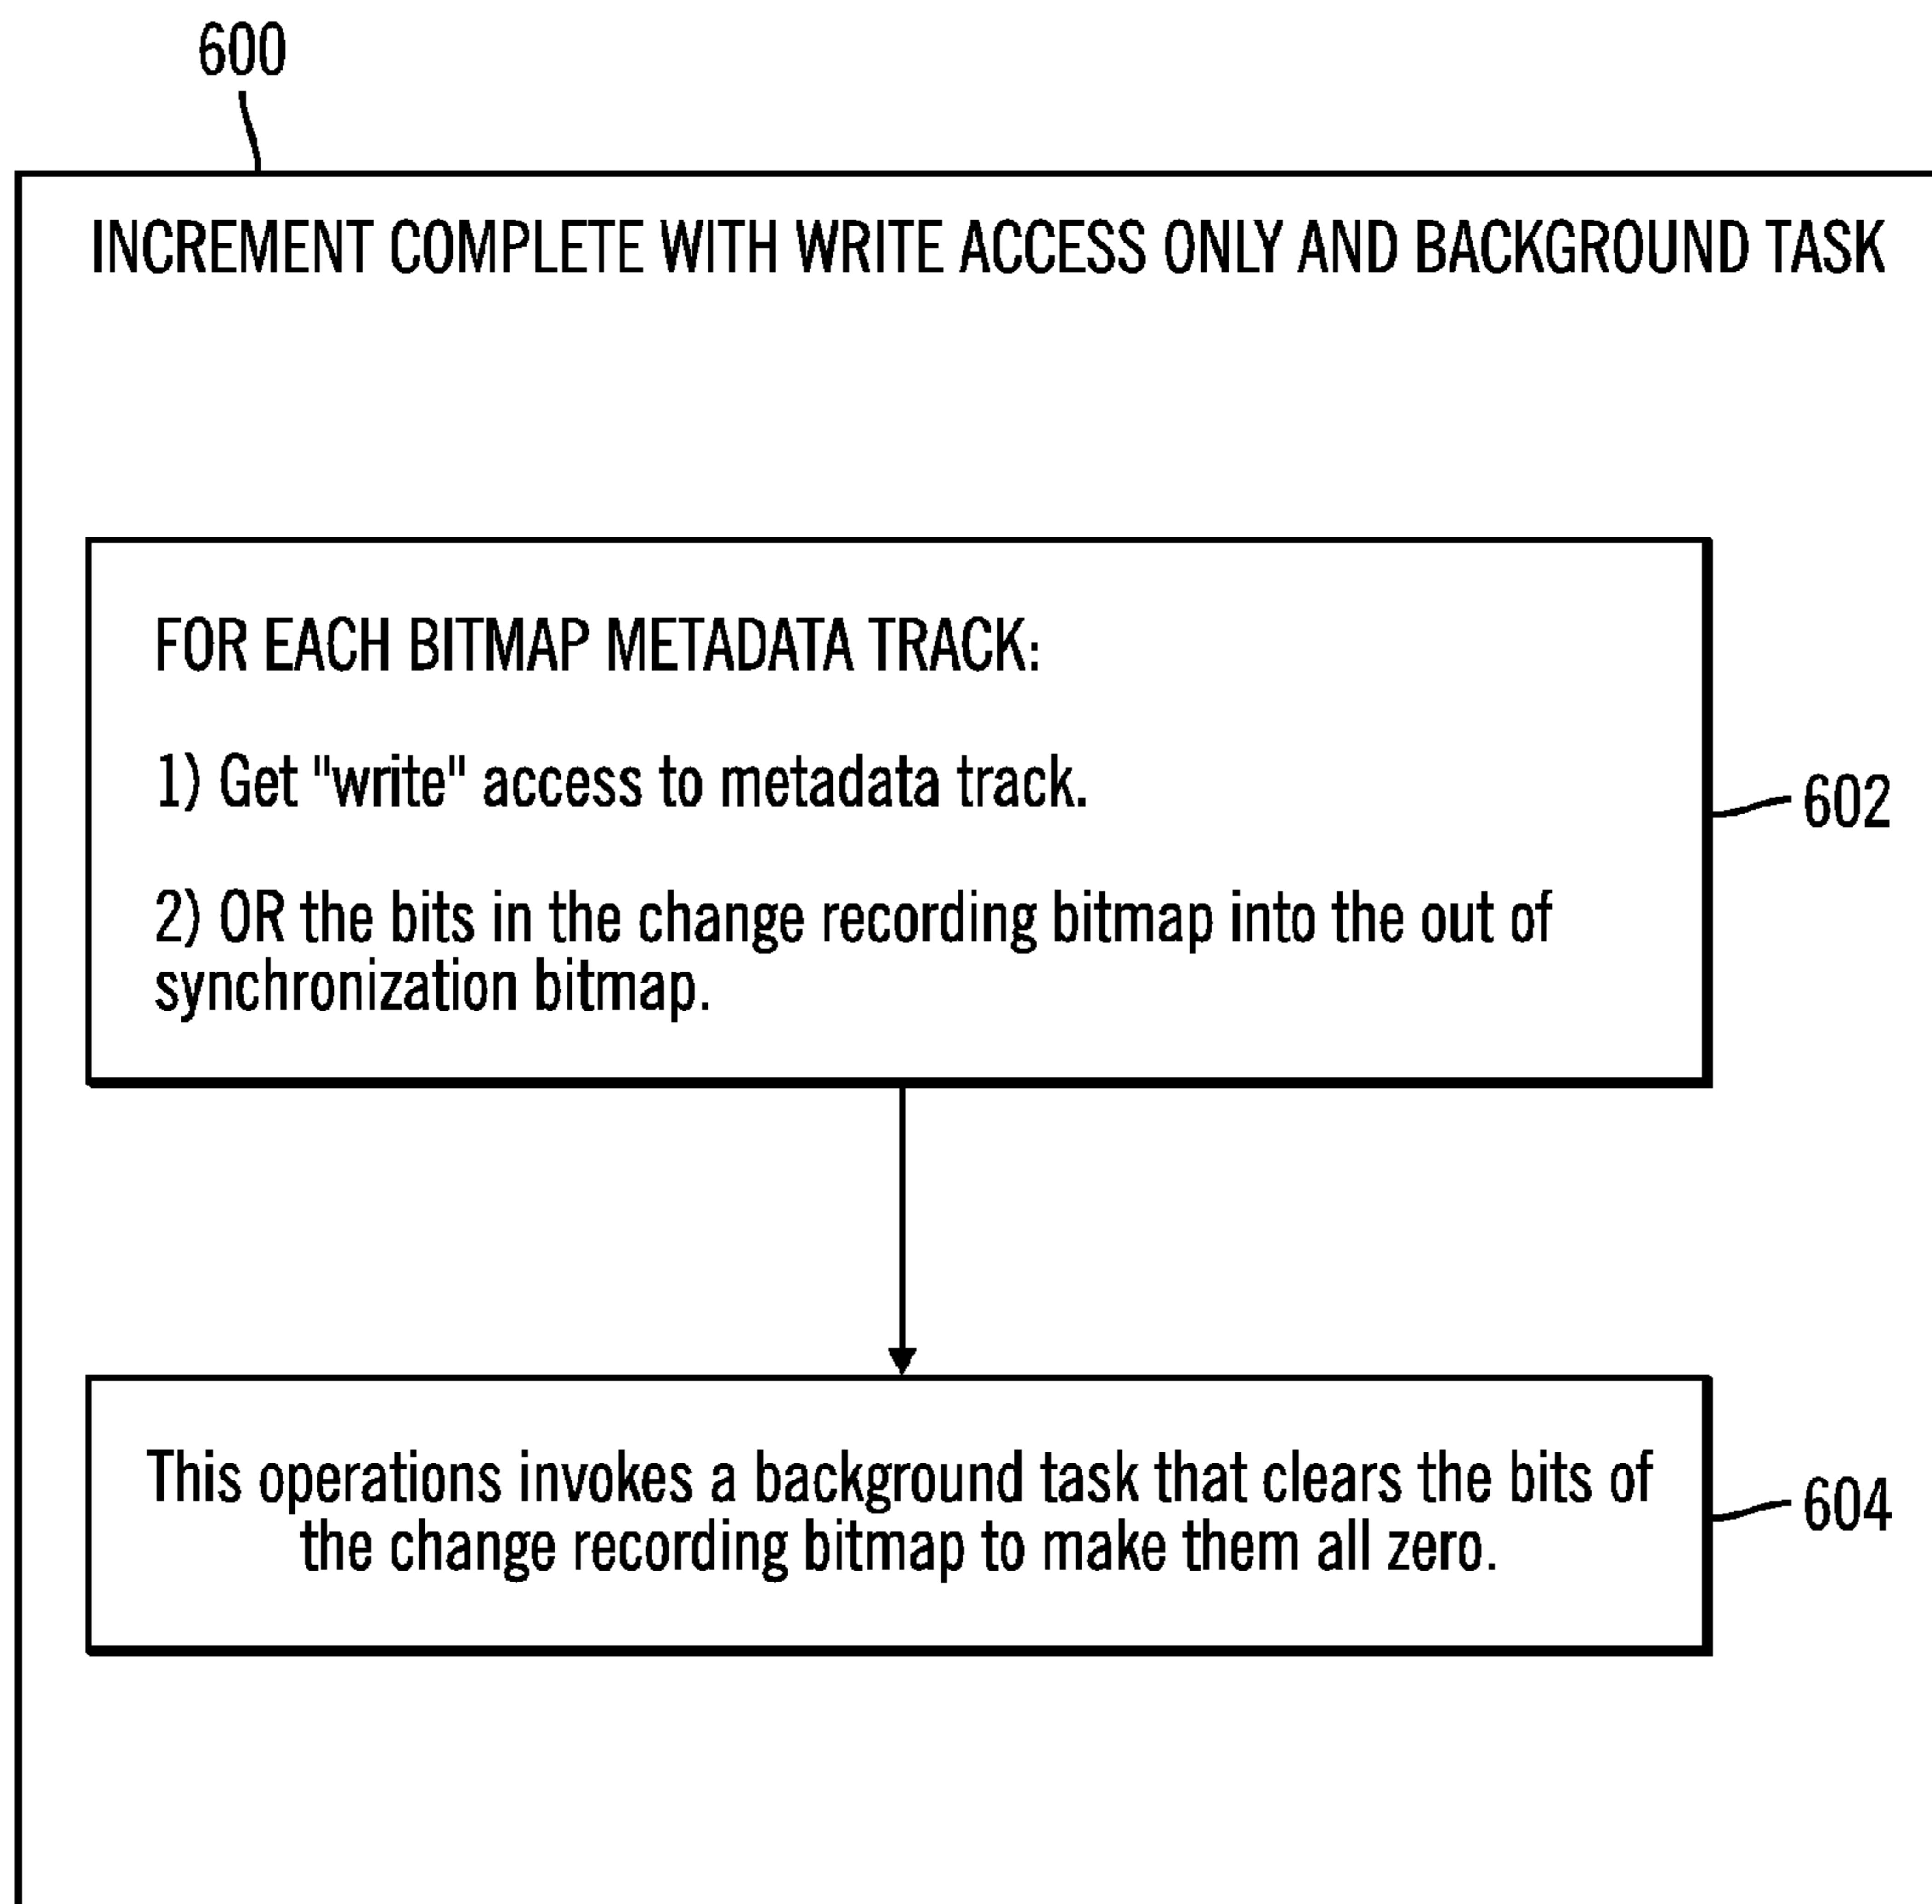 600
INCREMENT COMPLETE WITH WRITE ACCESS ONLY AND BACKGROUND TASK
FOR EACH BITMAP METADATA TRACK:
1) Get "write" access to metadata track.
602
2) OR the bits in the change recording bitmap into the out of
synchronization bitmap.
This operations invokes a background task that clears the bits of
the change recording bitmap to make them all zero.
604